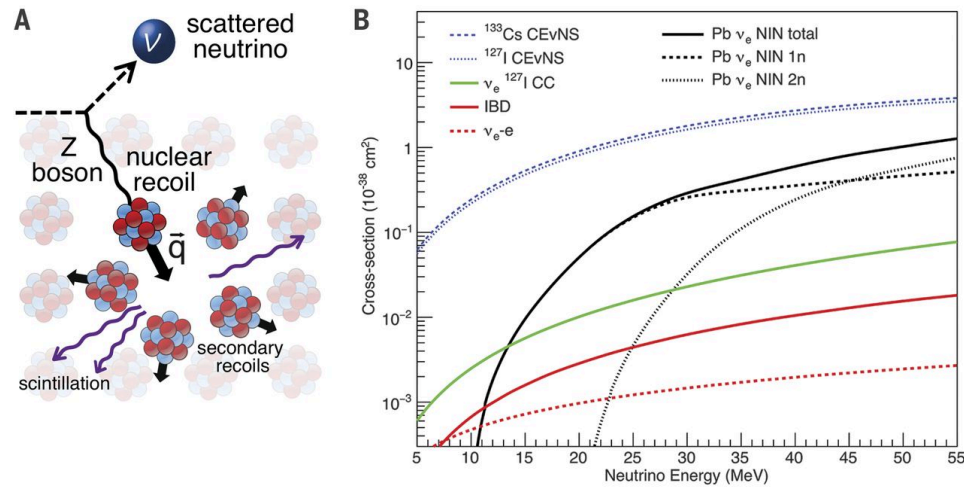 A
scattered
neutrino
ν
Z
boson
nuclear
recoil
q⃗
secondary
recoils
scintillation
B
¹³³Cs CEνNS
¹²⁷I CEνNS
νₑ ¹²⁷I CC
IBD
νₑ-e
Pb νₑ NIN total
Pb νₑ NIN 1n
Pb νₑ NIN 2n
Cross-section (10⁻³⁸ cm²)
10
1
10⁻¹
10⁻²
10⁻³
5 10 15 20 25 30 35 40 45 50 55
Neutrino Energy (MeV)